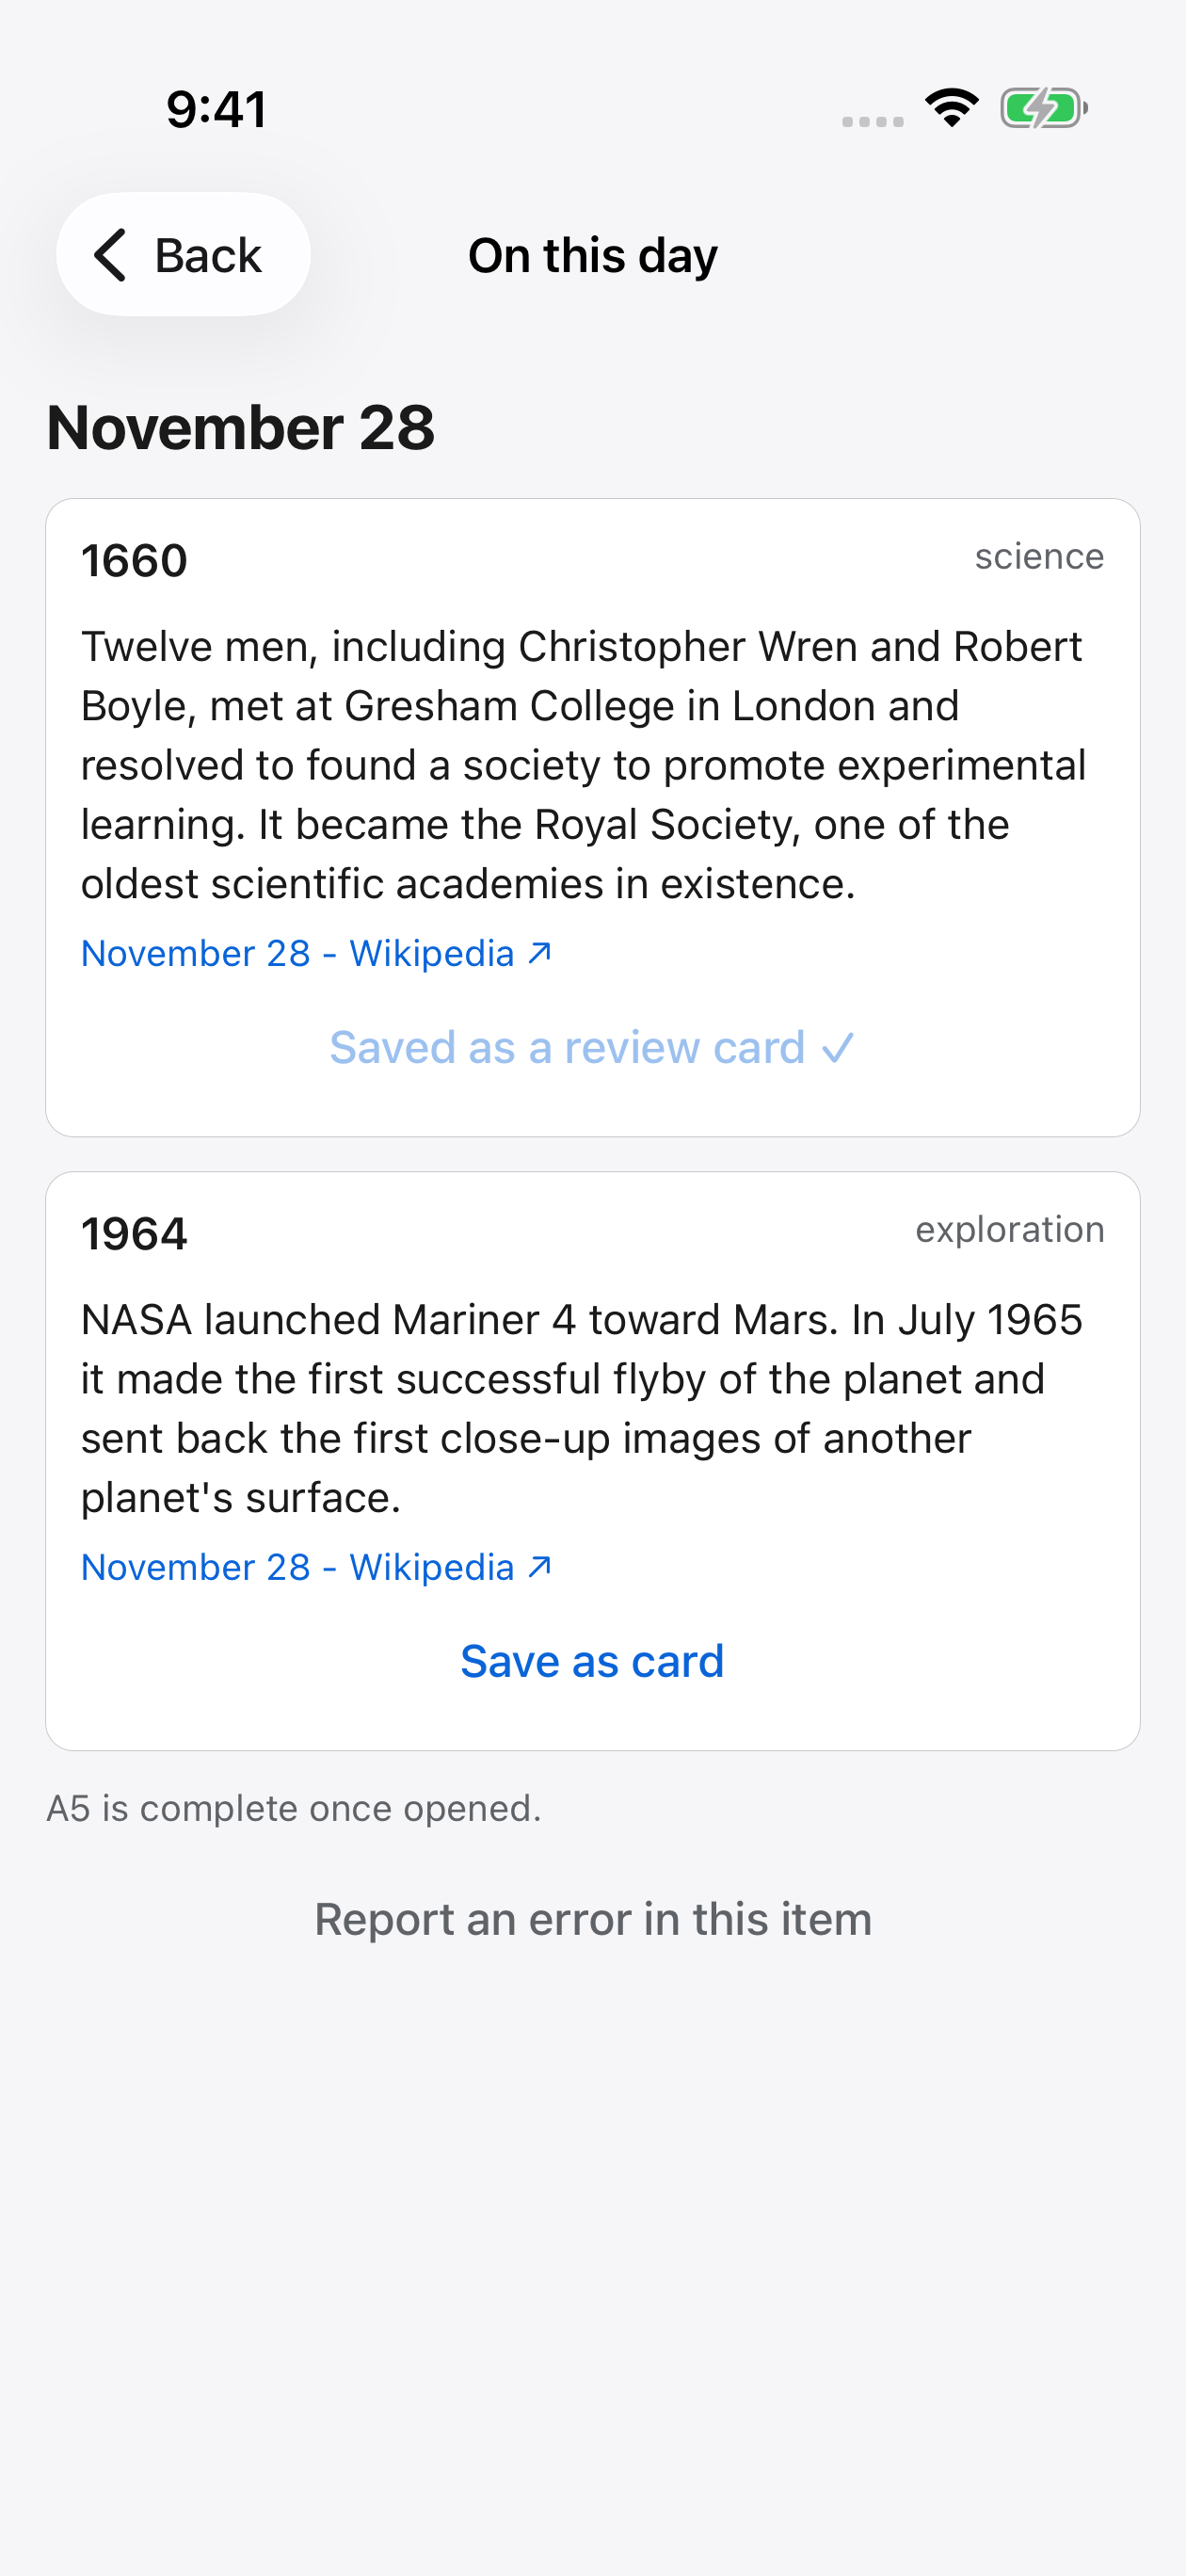 9:41
Back
On this day
November 28
1660
science
Twelve men, including Christopher Wren and Robert
Boyle, met at Gresham College in London and
resolved to found a society to promote experimental
learning. It became the Royal Society, one of the
oldest scientific academies in existence.
November 28 - Wikipedia ↗
Saved as a review card ✓
1964
exploration
NASA launched Mariner 4 toward Mars. In July 1965
it made the first successful flyby of the planet and
sent back the first close-up images of another
planet's surface.
November 28 - Wikipedia ↗
Save as card
A5 is complete once opened.
Report an error in this item